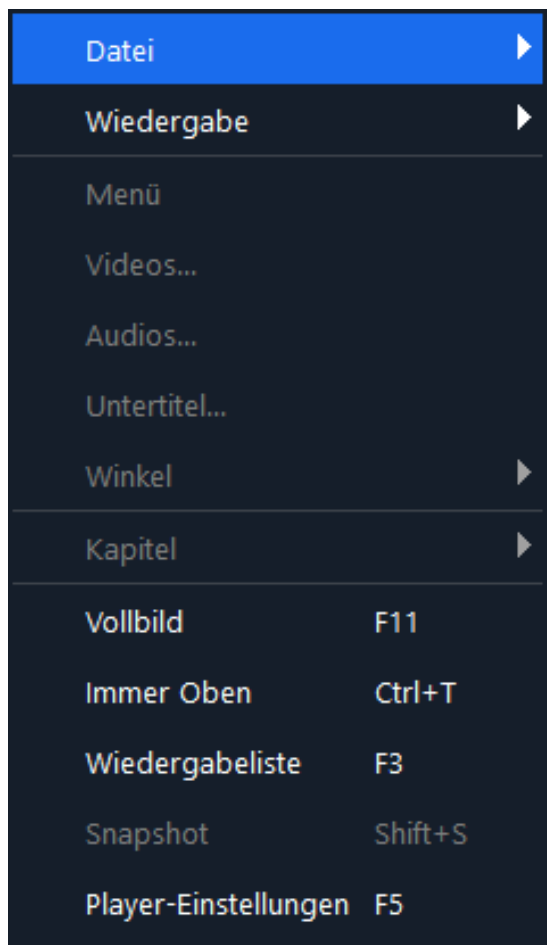 Datei
Wiedergabe
Menü
Videos...
Audios...
Untertitel...
Winkel
Kapitel
Vollbild F11
Immer Oben Ctrl+T
Wiedergabeliste F3
Snapshot Shift+S
Player-Einstellungen F5